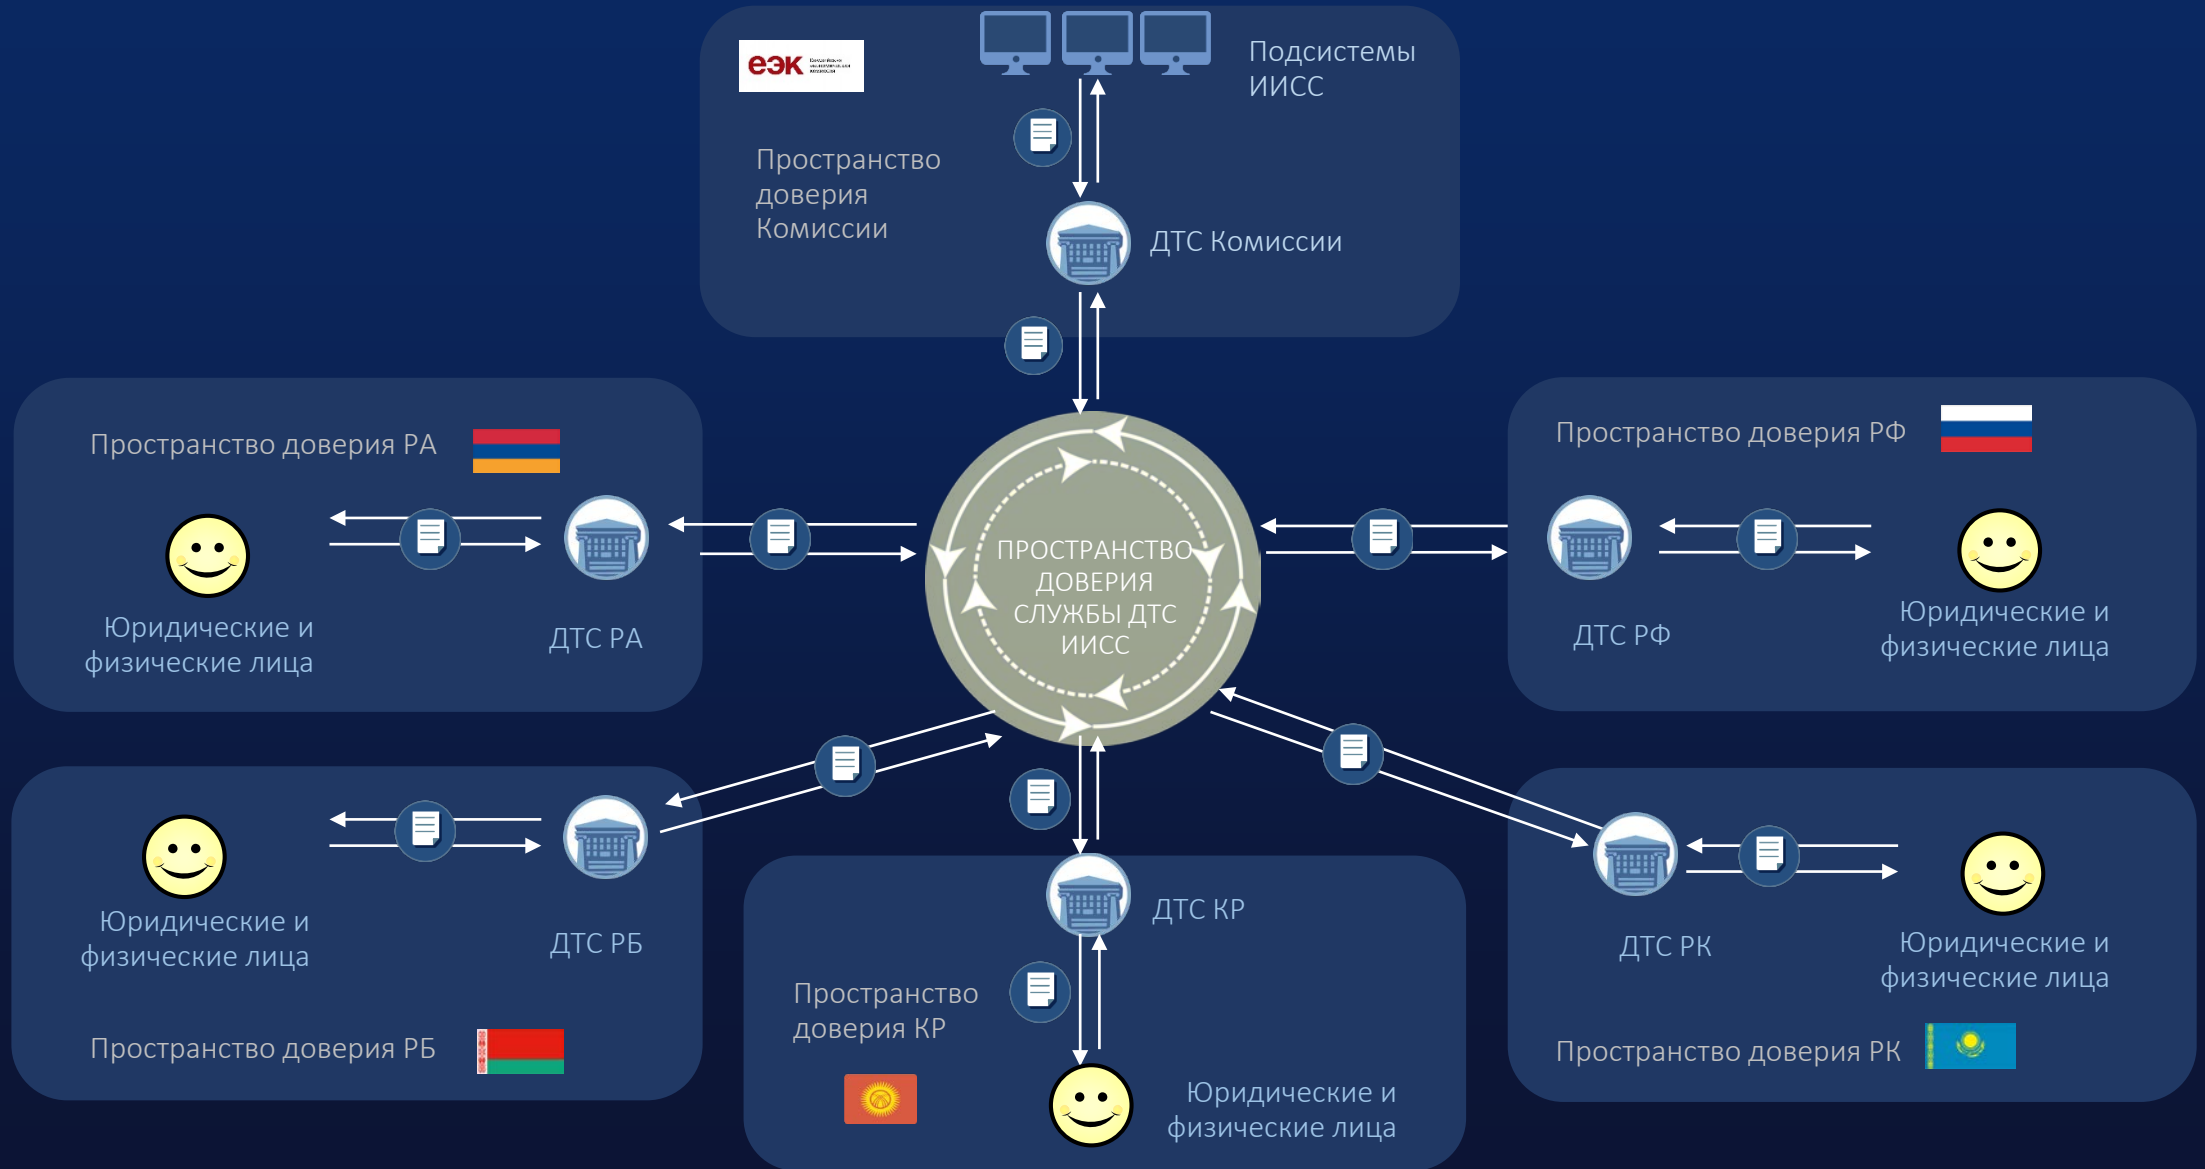 еэк
Подсистемы
ИИСС
Пространство
доверия
Комиссии
ДТС Комиссии
Пространство доверия РА
Юридические и
физические лица
ДТС РА
ПРОСТРАНСТВО
ДОВЕРИЯ
СЛУЖБЫ ДТС
ИИСС
Пространство доверия РФ
ДТС РФ
Юридические и
физические лица
Юридические и
физические лица
ДТС РБ
Пространство доверия РБ
ДТС КР
Пространство
доверия КР
Юридические и
физические лица
ДТС РК
Юридические и
физические лица
Пространство доверия РК